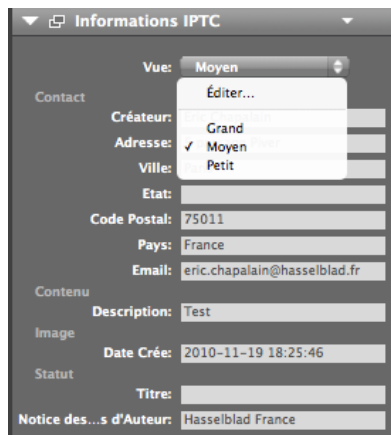 Informations IPTC
Vue: Moyen
Éditer...
Contact
Créateur:
Grand
Adresse:
✓ Moyen
Ville:
Petit
Etat:
Code Postal: 75011
Pays: France
Email: eric.chapalain@hasselblad.fr
Contenu
Description: Test
Image
Date Crée: 2010-11-19 18:25:46
Statut
Titre:
Notice des...s d'Auteur: Hasselblad France